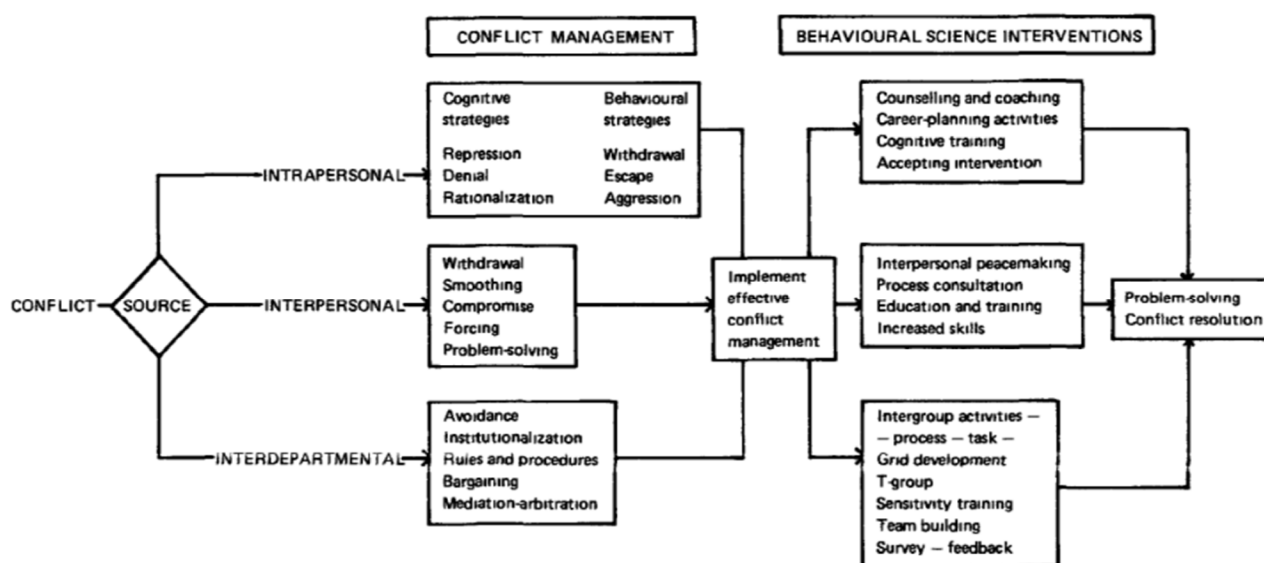 CONFLICT MANAGEMENT
BEHAVIOURAL SCIENCE INTERVENTIONS
CONFLICT
SOURCE
INTRAPERSONAL
Cognitive
strategies
Repression
Denial
Rationalization
Behavioural
strategies
Withdrawal
Escape
Aggression
INTERPERSONAL
Withdrawal
Smoothing
Compromise
Forcing
Problem-solving
INTERDEPARTMENTAL
Avoidance
Institutionalization
Rules and procedures
Bargaining
Mediation-arbitration
Implement
effective
conflict
management
Counselling and coaching
Career-planning activities
Cognitive training
Accepting intervention
Interpersonal peacemaking
Process consultation
Education and training
Increased skills
Intergroup activities —
— process — task —
Grid development
T-group
Sensitivity training
Team building
Survey — feedback
Problem-solving
Conflict resolution